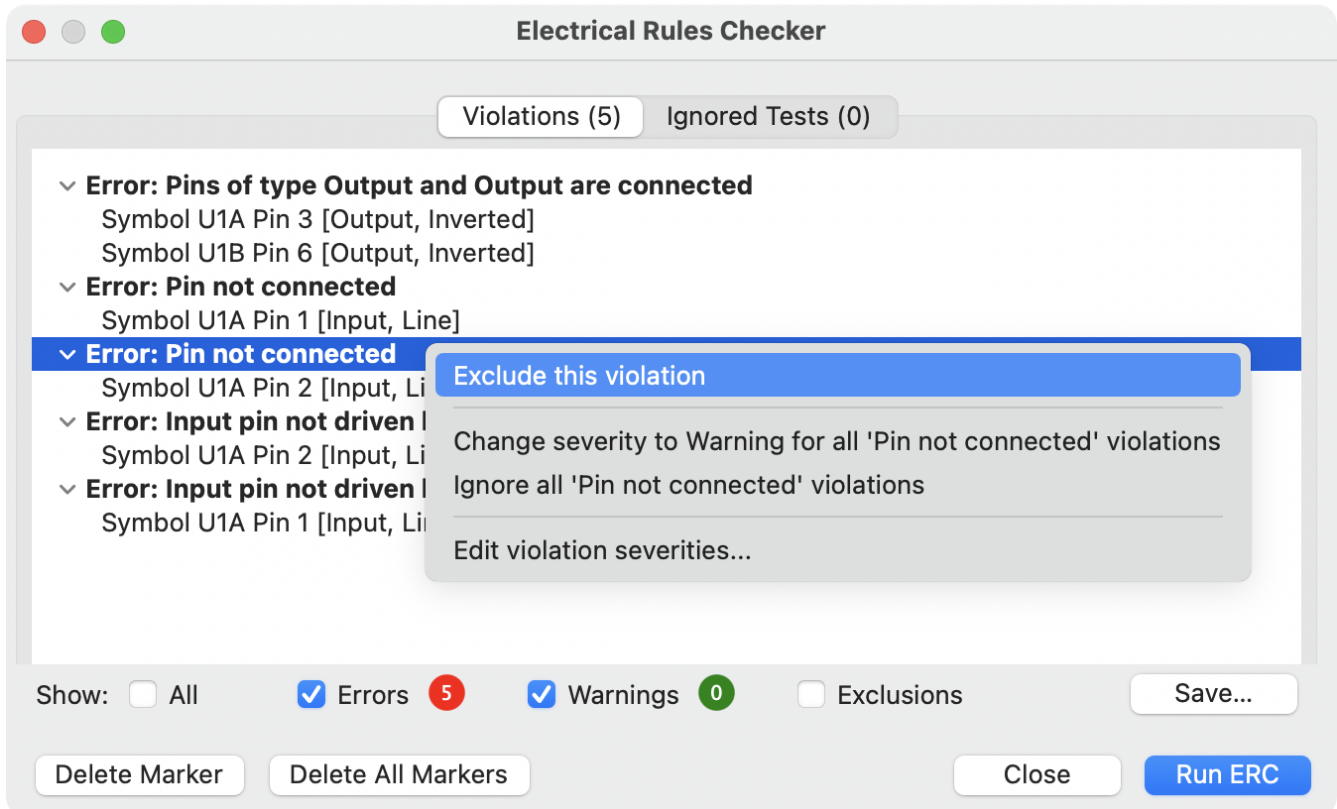 Electrical Rules Checker
Violations (5) Ignored Tests (0)
Error: Pins of type Output and Output are connected
Symbol U1A Pin 3 [Output, Inverted]
Symbol U1B Pin 6 [Output, Inverted]
Error: Pin not connected
Symbol U1A Pin 1 [Input, Line]
Error: Pin not connected
Symbol U1A Pin 2 [Input, Li
Error: Input pin not driven
Symbol U1A Pin 2 [Input, Li
Error: Input pin not driven
Symbol U1A Pin 1 [Input, Li
Exclude this violation
Change severity to Warning for all 'Pin not connected' violations
Ignore all 'Pin not connected' violations
Edit violation severities...
Show: All Errors 5 Warnings 0 Exclusions Save...
Delete Marker Delete All Markers Close Run ERC